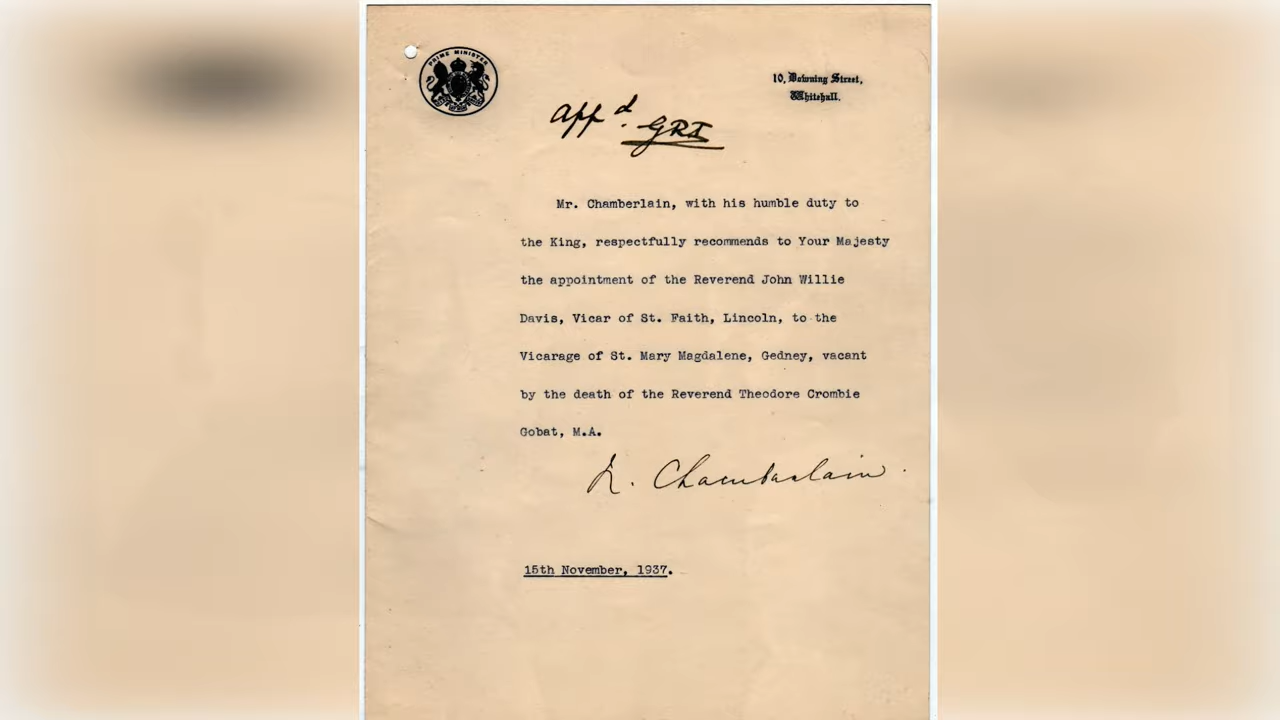 PRIME MINISTER
10, Downing Street,
Whitehall.
Appd. GRI
Mr. Chamberlain, with his humble duty to
the King, respectfully recommends to Your Majesty
the appointment of the Reverend John Willie
Davis, Vicar of St. Faith, Lincoln, to the
Vicarage of St. Mary Magdalene, Gedney, vacant
by the death of the Reverend Theodore Crombie
Gobat, M.A.
N. Chamberlain.
15th November, 1937.